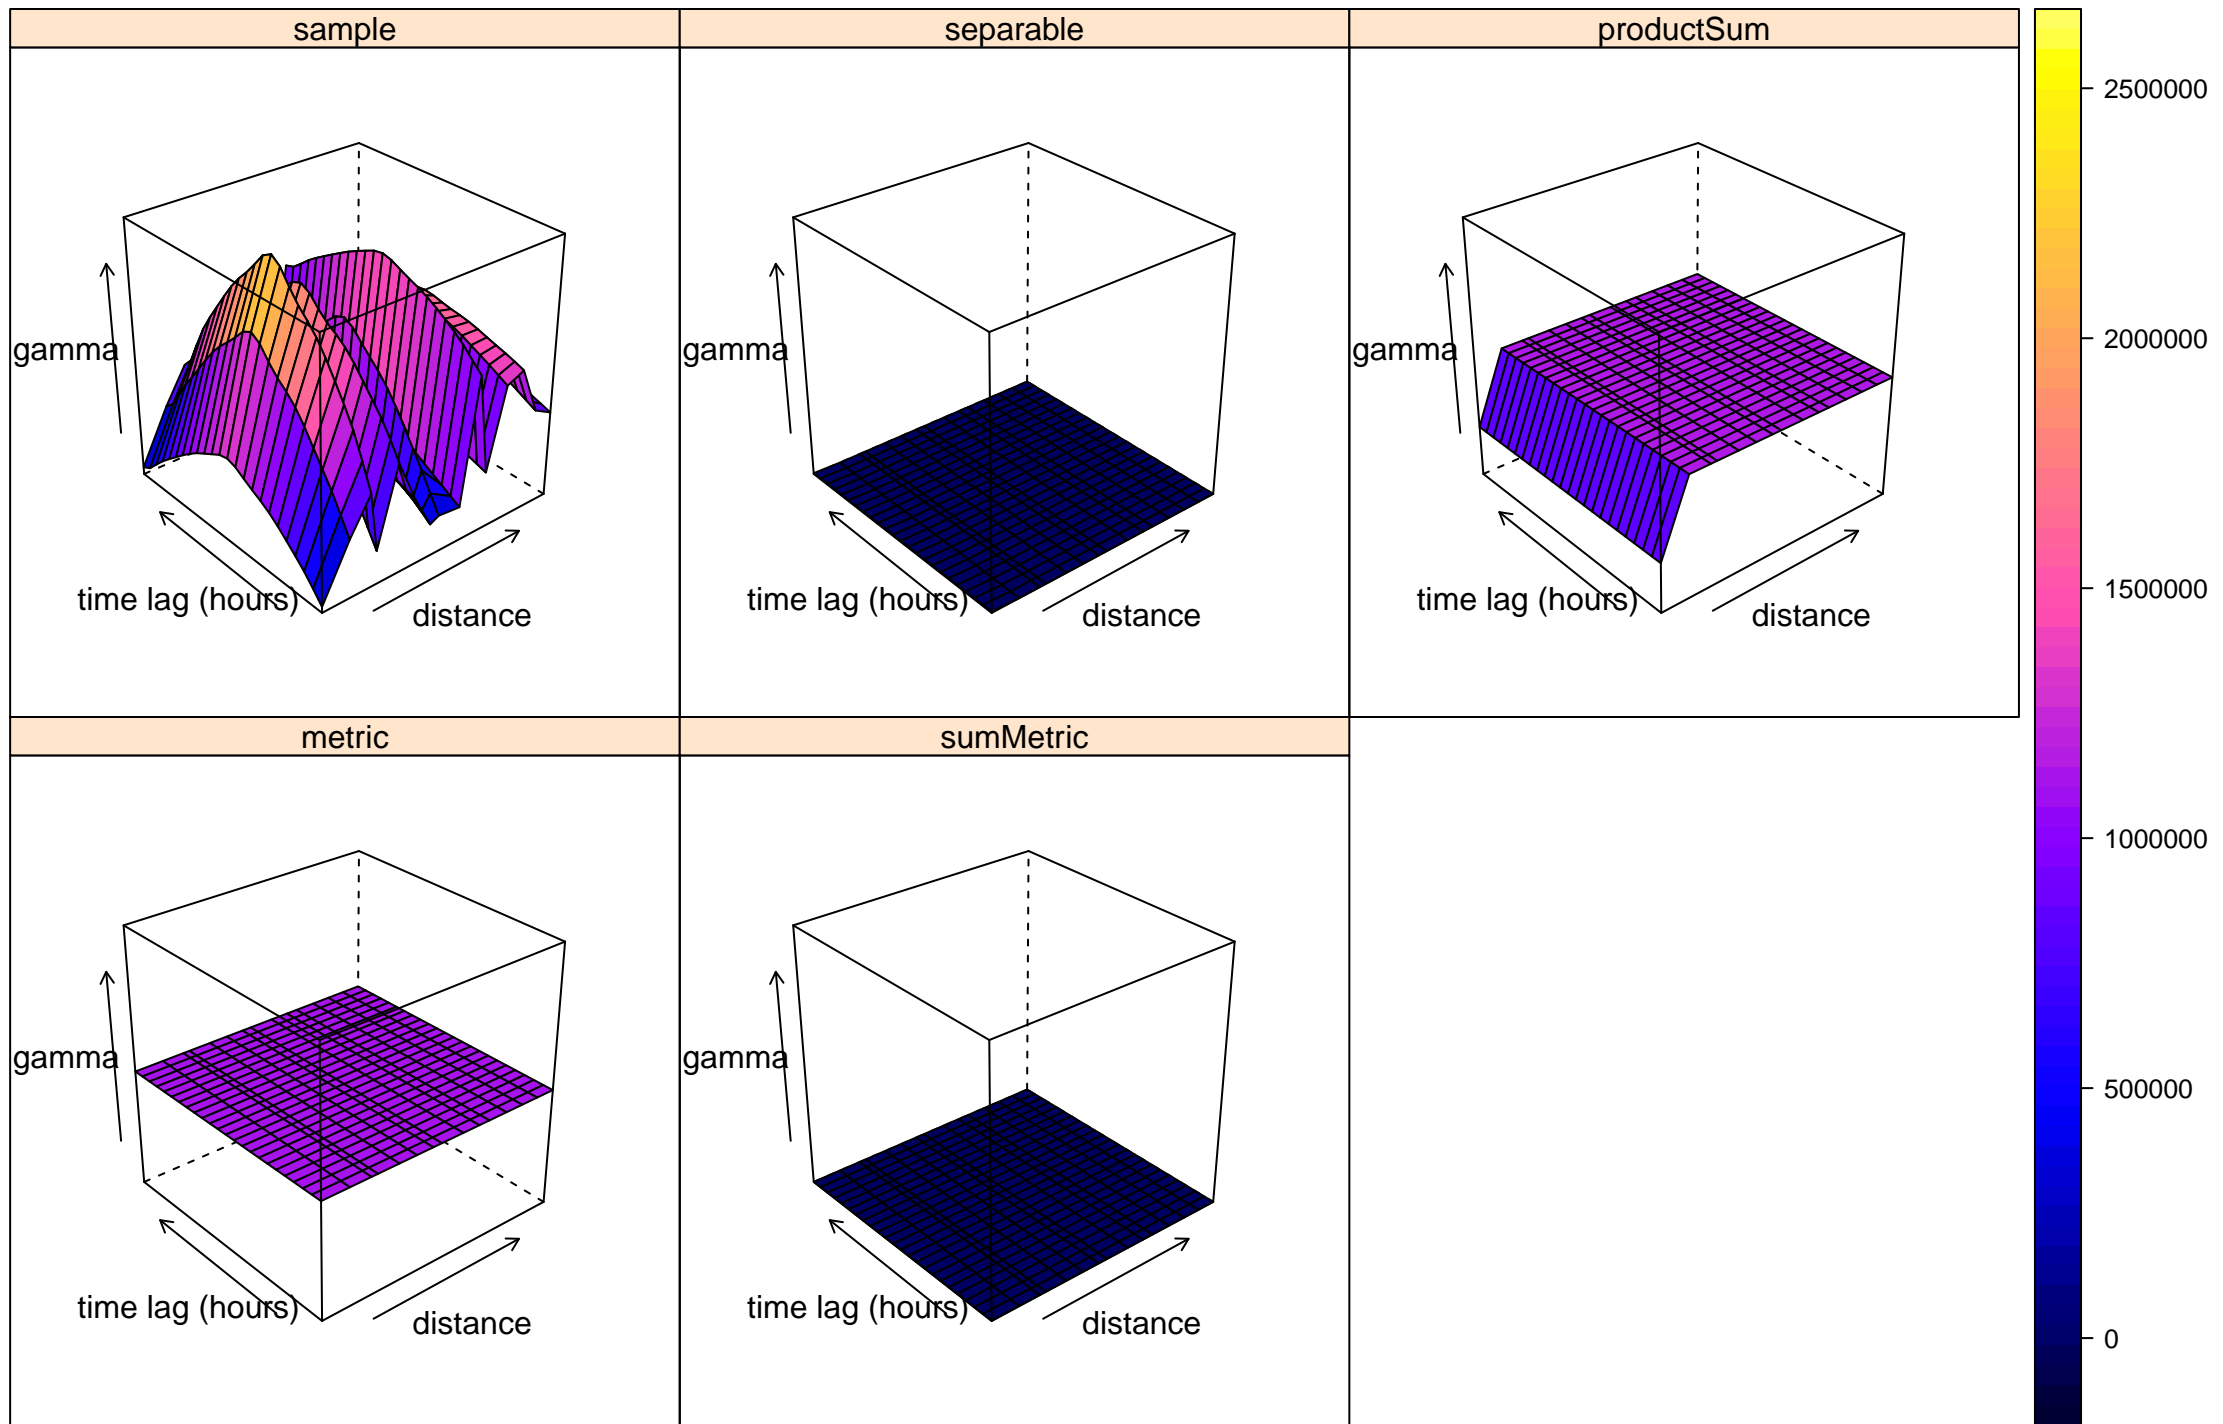 sample
separable
productSum
gamma
time lag (hours)
distance
gamma
time lag (hours)
distance
gamma
time lag (hours)
distance
metric
sumMetric
gamma
time lag (hours)
distance
gamma
time lag (hours)
distance
2500000
2000000
1500000
1000000
500000
0